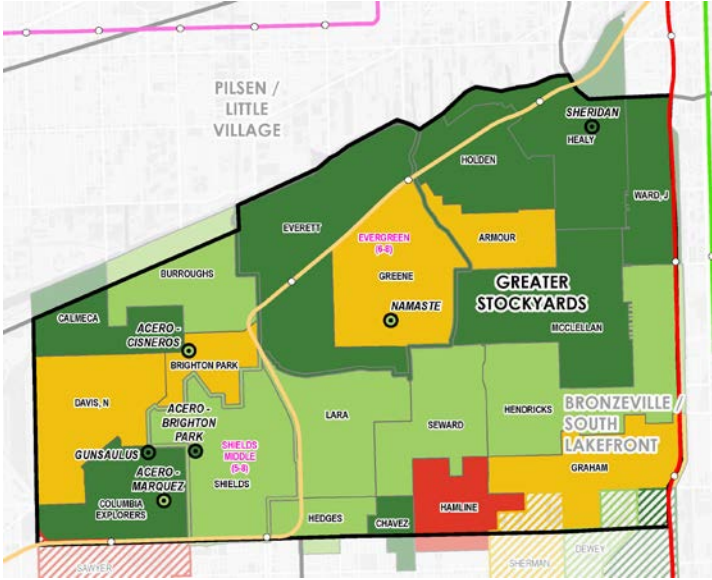 PILSEN /
LITTLE
VILLAGE
SHERIDAN
HEALY
HOLDEN
WARD, J
EVERETT
EVERGREEN
(6-8)
ARMOUR
GREENE
BURROUGHS
GREATER
STOCKYARDS
NAMASTE
CALMECA
ACERO -
CISNEROS
MCCLELLAN
BRIGHTON PARK
DAVIS, N
ACERO -
BRIGHTON
PARK
LARA
SEWARD
HENDRICKS
BRONZEVILLE /
SOUTH
LAKEFRONT
SHIELDS
MIDDLE
(5-8)
GUNSAULUS
ACERO -
MARQUEZ
SHIELDS
GRAHAM
COLUMBIA
EXPLORERS
HEDGES
CHAVEZ
HAMLINE
SAWYER
SHERMAN
DEWEY